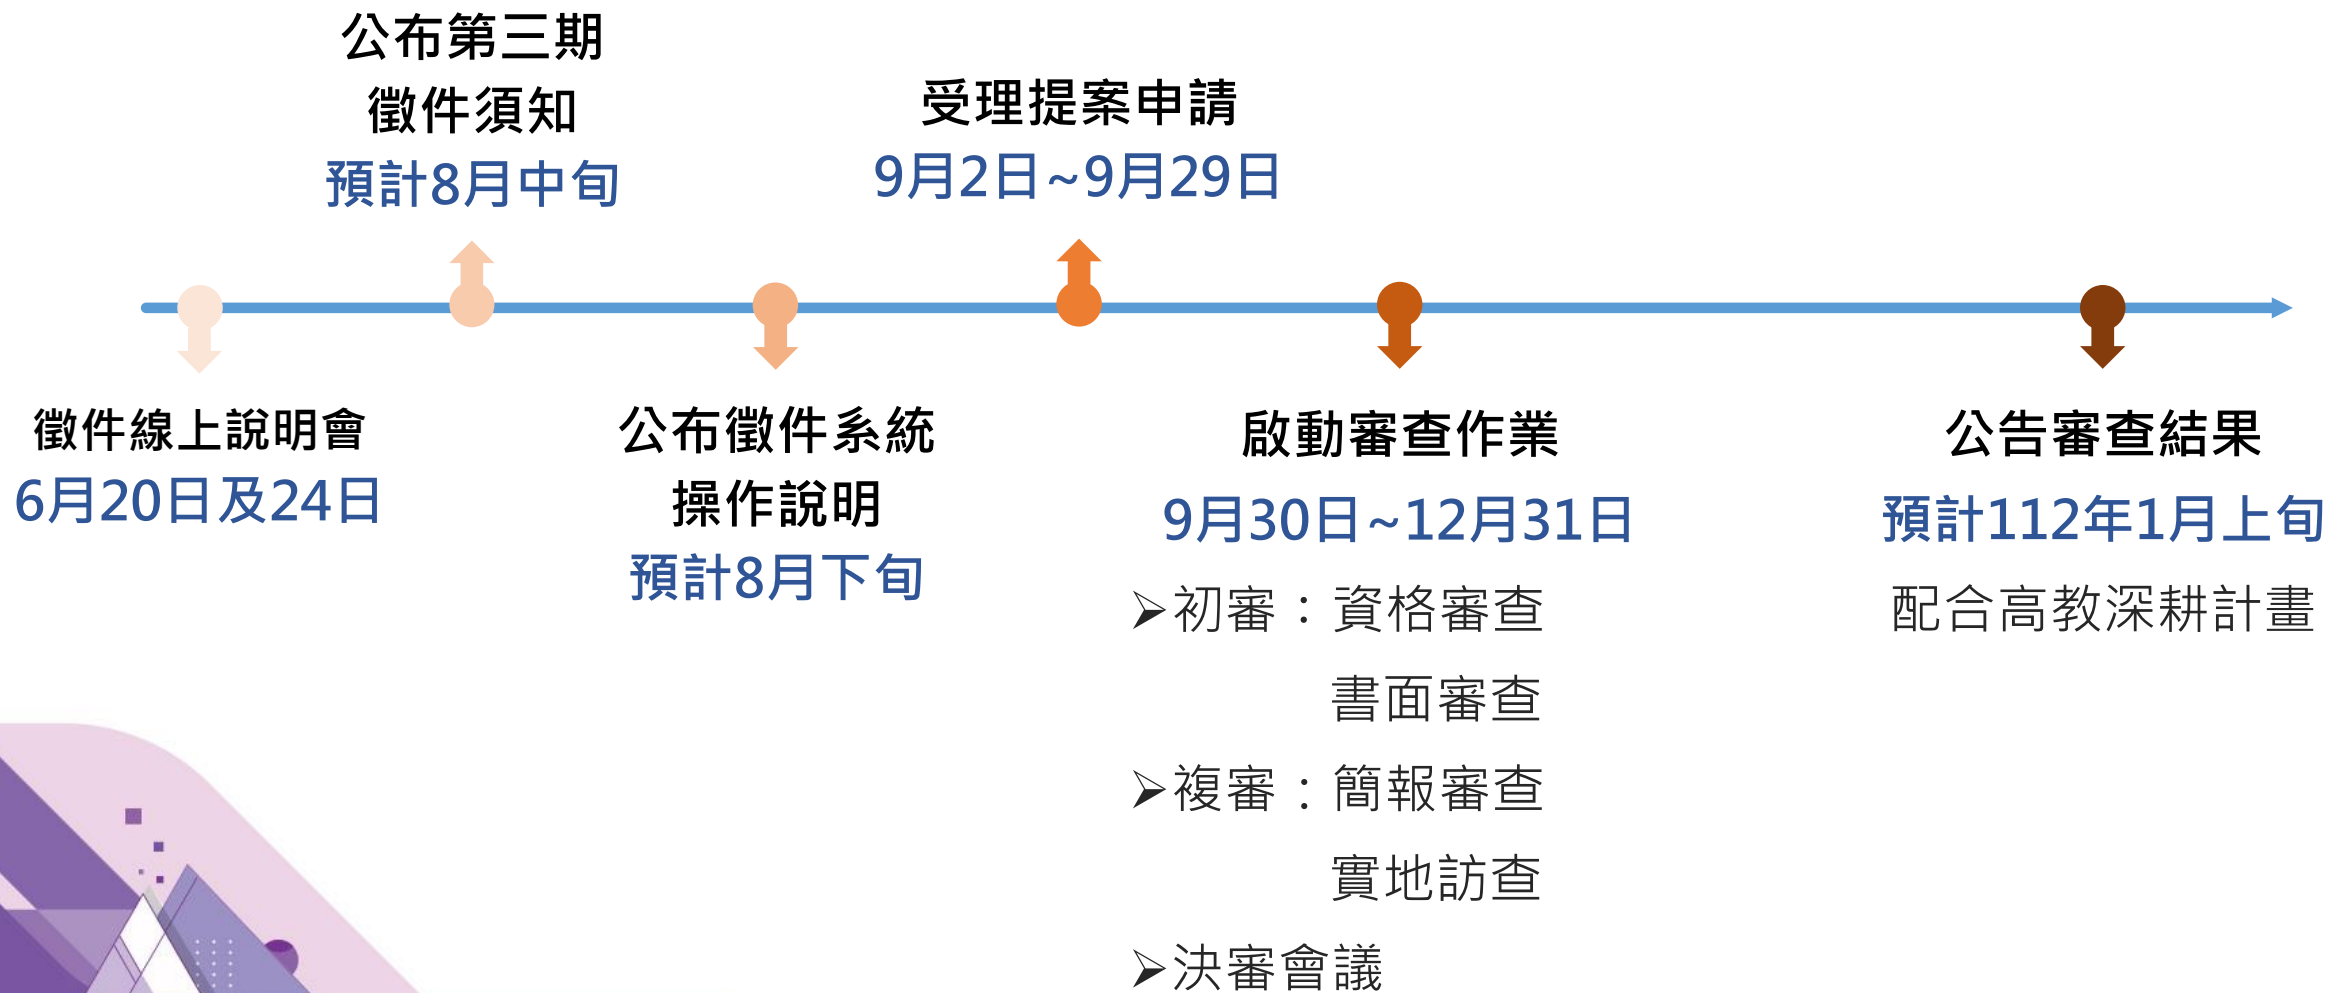 公布第三期
徵件須知
預計8月中旬
受理提案申請
9月2日~9月29日
徵件線上說明會
6月20日及24日
公布徵件系統
操作說明
預計8月下旬
啟動審查作業
9月30日~12月31日
➢初審：資格審查
書面審查
➢複審：簡報審查
實地訪查
➢決審會議
公告審查結果
預計112年1月上旬
配合高教深耕計畫